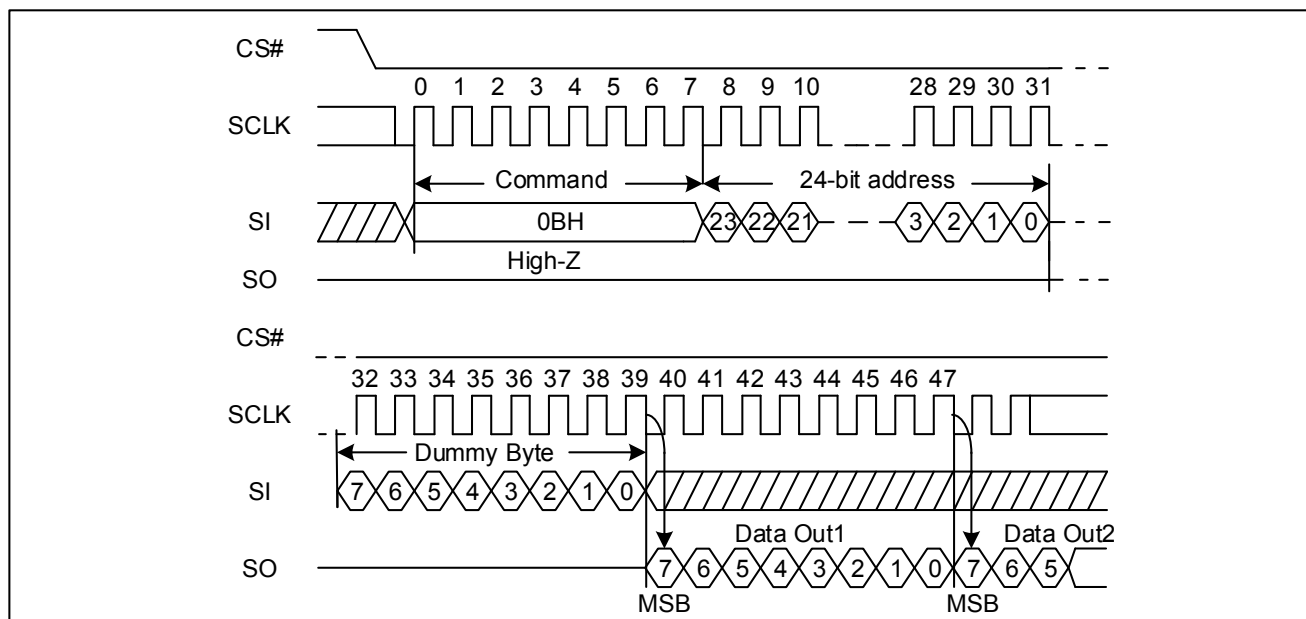 CS#
0 1 2 3 4 5 6 7 8 9 10 28 29 30 31
SCLK
Command 24-bit address
SI 0BH 23 22 21 3 2 1 0
High-Z
SO
CS#
32 33 34 35 36 37 38 39 40 41 42 43 44 45 46 47
SCLK
Dummy Byte
SI 7 6 5 4 3 2 1 0
Data Out1 Data Out2
SO 7 6 5 4 3 2 1 0 7 6 5
MSB MSB